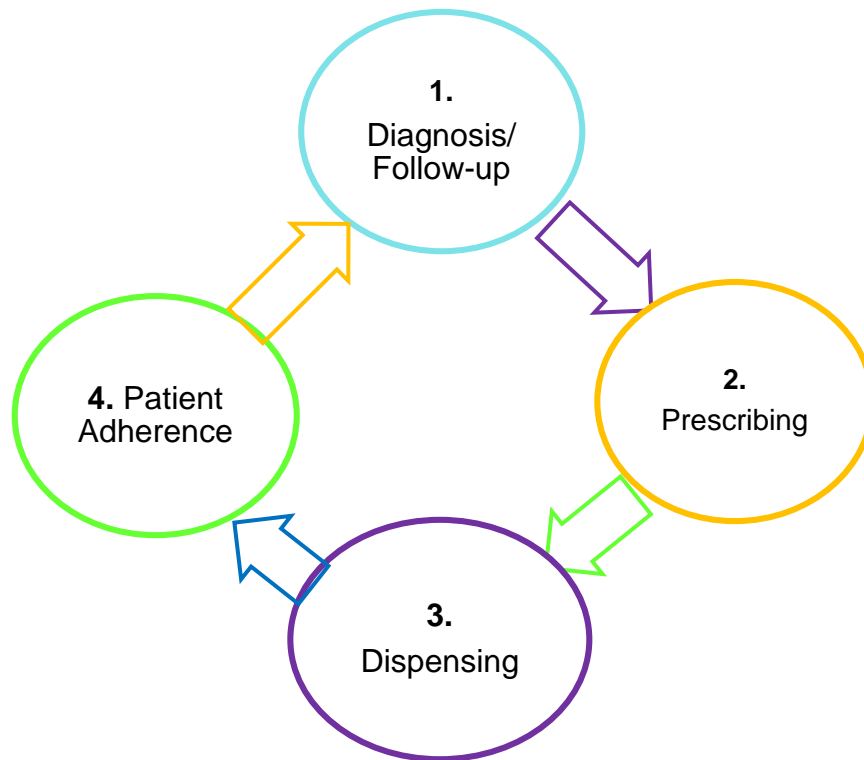 1.
Diagnosis/
Follow-up
2.
Prescribing
3.
Dispensing
4. Patient
Adherence